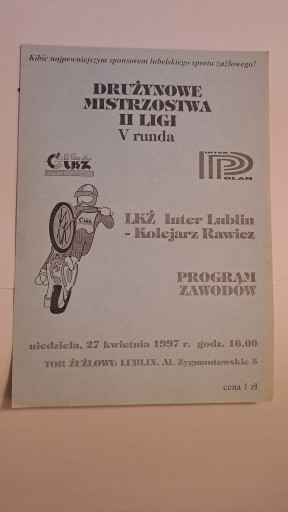 Kibic najpewniejszym sponsorem lubelskiego sportu żużlowego!
DRUŻYNOWE
MISTRZOSTWA
II LIGI
V runda
LKŻ
INTER
POLAN
LKŻ Inter Lublin
- Kolejarz Rawicz
PROGRAM
ZAWODÓW
niedziela, 27 kwietnia 1997 r. godz. 16.00
TOR ŻUŻLOWY: LUBLIN, Al. Zygmuntowskie 5
cena 1 zł